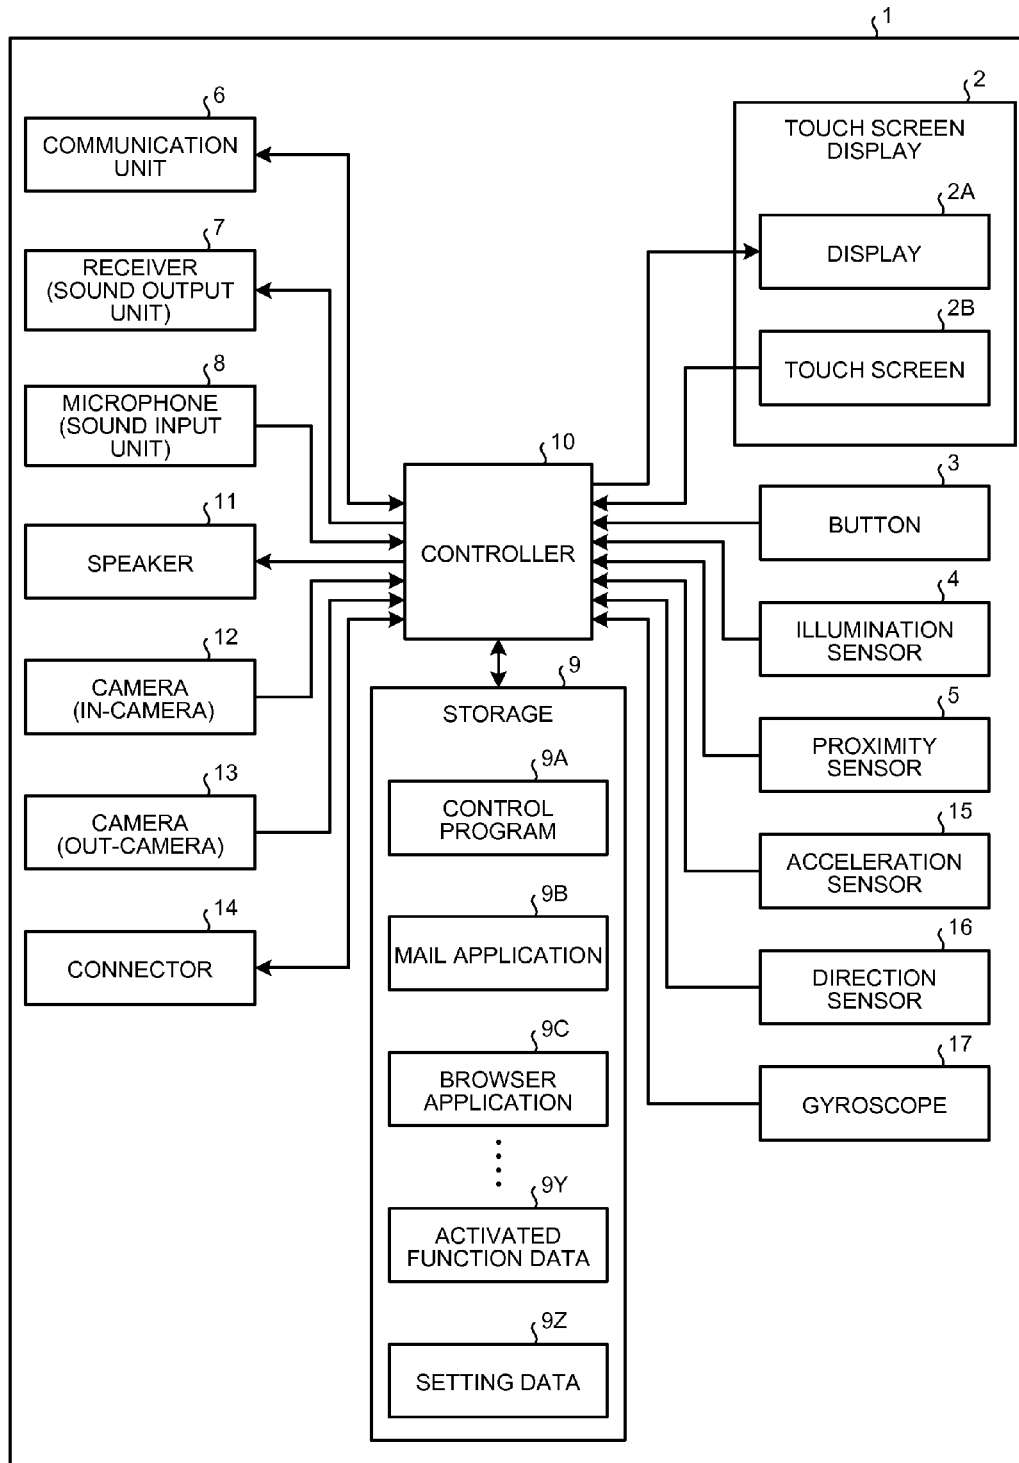 1
6
COMMUNICATION
UNIT
7
RECEIVER
(SOUND OUTPUT
UNIT)
8
MICROPHONE
(SOUND INPUT
UNIT)
11
SPEAKER
12
CAMERA
(IN-CAMERA)
13
CAMERA
(OUT-CAMERA)
14
CONNECTOR
10
CONTROLLER
9
STORAGE
9A
CONTROL
PROGRAM
9B
MAIL APPLICATION
9C
BROWSER
APPLICATION
9Y
ACTIVATED
FUNCTION DATA
9Z
SETTING DATA
2
TOUCH SCREEN
DISPLAY
2A
DISPLAY
2B
TOUCH SCREEN
3
BUTTON
4
ILLUMINATION
SENSOR
5
PROXIMITY
SENSOR
15
ACCELERATION
SENSOR
16
DIRECTION
SENSOR
17
GYROSCOPE